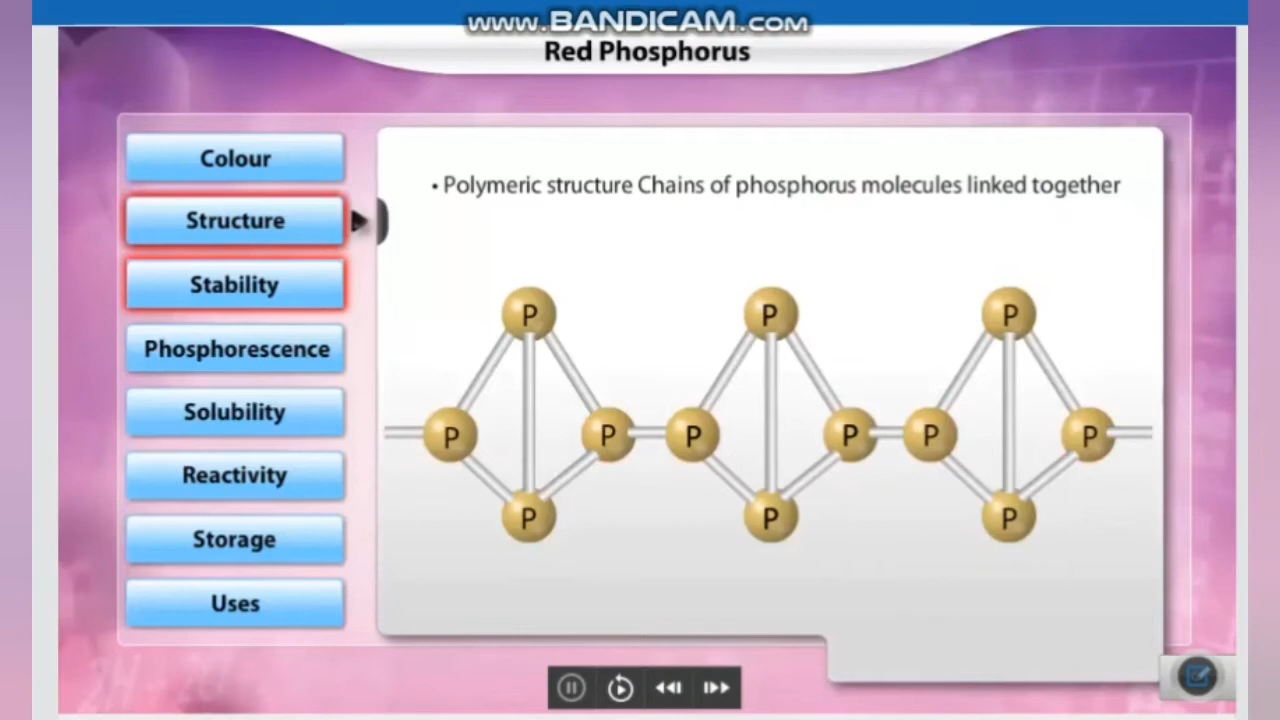 www.BANDICAM.com
Red Phosphorus
Colour
Structure
Stability
Phosphorescence
Solubility
Reactivity
Storage
Uses
• Polymeric structure Chains of phosphorus molecules linked together
P P P
P P P P P P
P P P